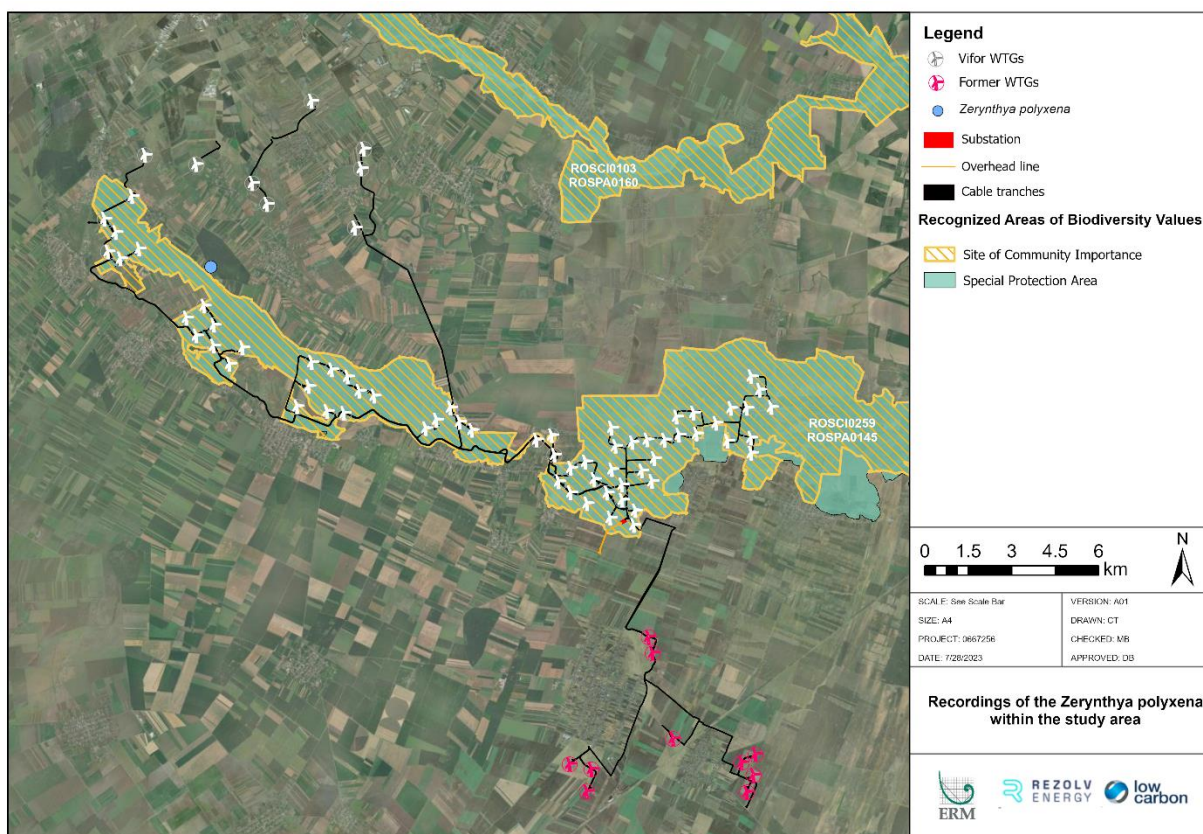 ROSCI0103
ROSPA0160
ROSCI0259
ROSPA0145
Legend
Vifor WTGs
Former WTGs
Zerynthya polyxena
Substation
Overhead line
Cable tranches
Recognized Areas of Biodiversity Values
Site of Community Importance
Special Protection Area
0 1.5 3 4.5 6
km
N
SCALE: See Scale Bar
VERSION: A01
SIZE: A4
DRAWN: CT
PROJECT: 0667256
CHECKED: MB
DATE: 7/28/2023
APPROVED: DB
Recordings of the Zerynthya polyxena
within the study area
ERM
REZOLV
ENERGY
low
carbon